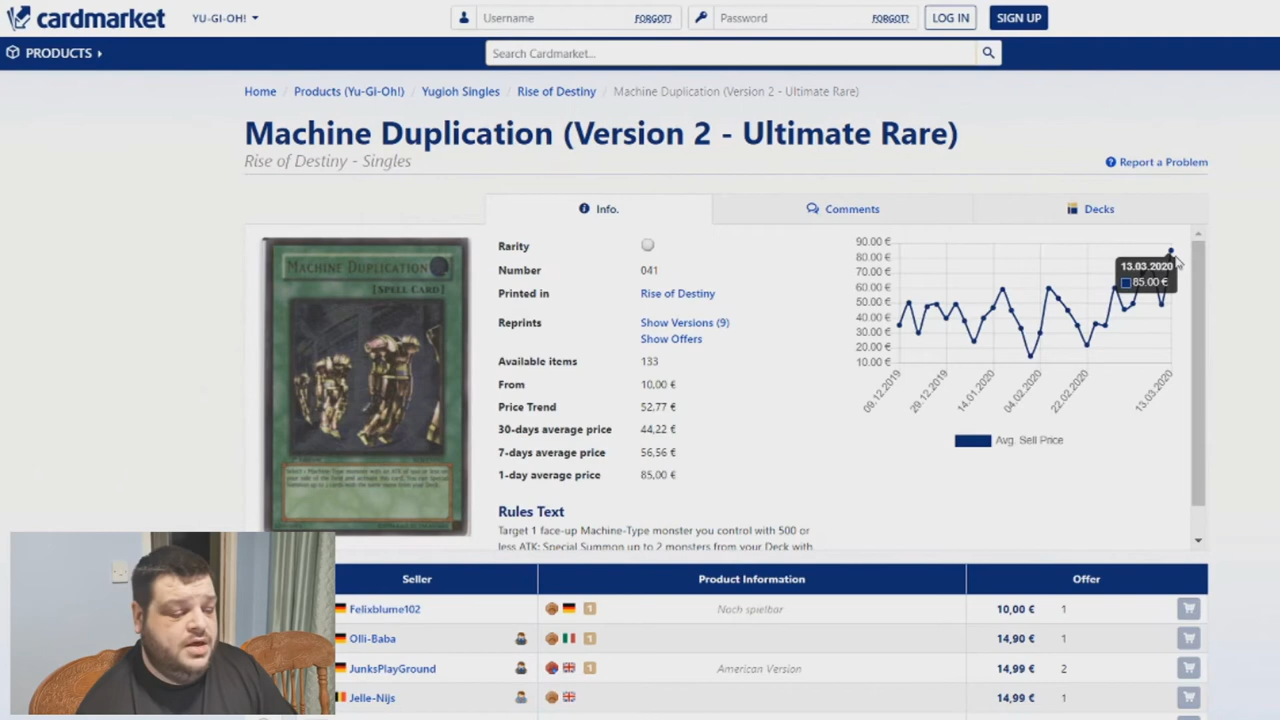 cardmarket
YU-GI-OH!
Username
FORGOT?
Password
FORGOT?
LOG IN
SIGN UP
PRODUCTS
Search Cardmarket...
Home / Products (Yu-Gi-Oh!) / Yugioh Singles / Rise of Destiny / Machine Duplication (Version 2 - Ultimate Rare)
Machine Duplication (Version 2 - Ultimate Rare)
Rise of Destiny - Singles
Report a Problem
Info.
Comments
Decks
MACHINE DUPLICATION
[SPELL CARD]
Rarity
Number 041
Printed in Rise of Destiny
Reprints Show Versions (9)
Show Offers
Available items 133
From 10,00 €
Price Trend 52.77 €
30-days average price 44,22 €
7-days average price 56,56 €
1-day average price 85,00 €
Rules Text
Target 1 face-up Machine-Type monster you control with 500 or
less ATK; Special Summon up to 2 monsters from your Deck with
90.00 €
80.00 €
70.00 €
60.00 €
50.00 €
40.00 €
30.00 €
20.00 €
10.00 €
13.03.2020
85.00 €
09.12.2019
29.12.2019
14.01.2020
04.02.2020
22.02.2020
13.03.2020
Avg. Sell Price
Seller Product Information Offer
Felixblume102 1 Noch spielbar 10,00 € 1
Olli-Baba 1 14,90 € 1
JunksPlayGround 1 American Version 14,99 € 2
Jelle-Nijs 14,99 € 1